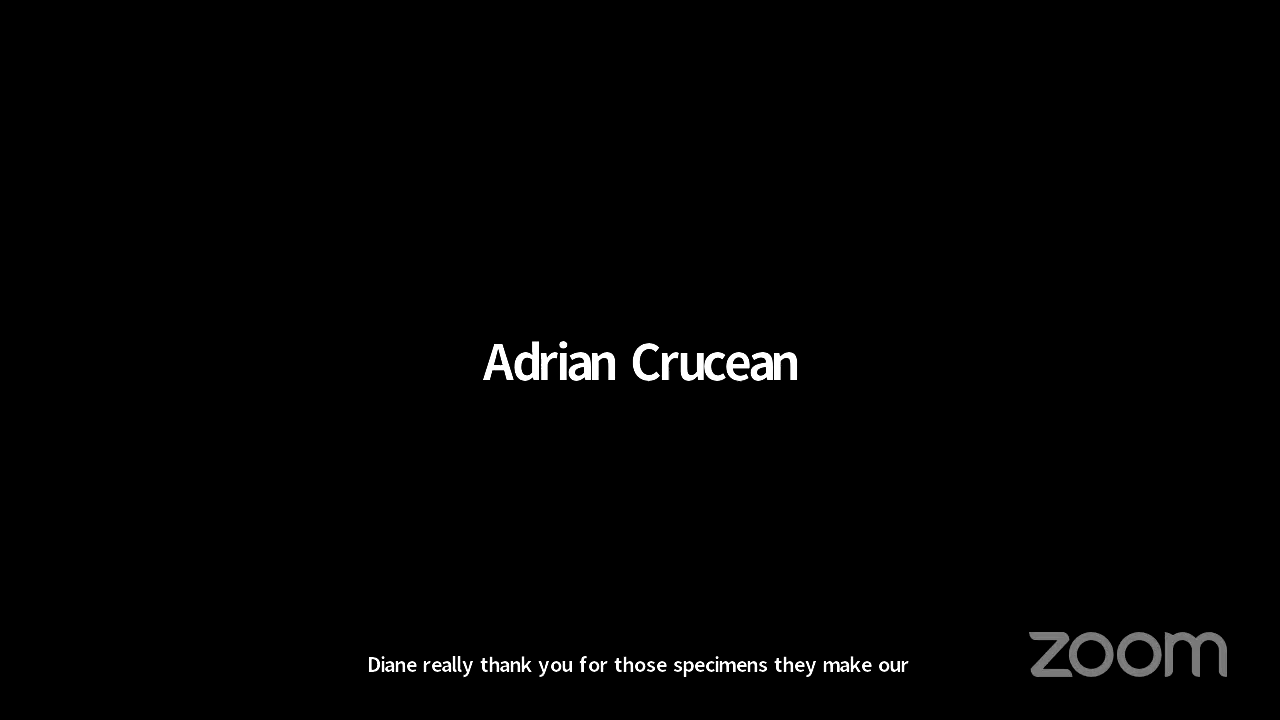 Adrian Crucean
Diane really thank you for those specimens they make our
zoom